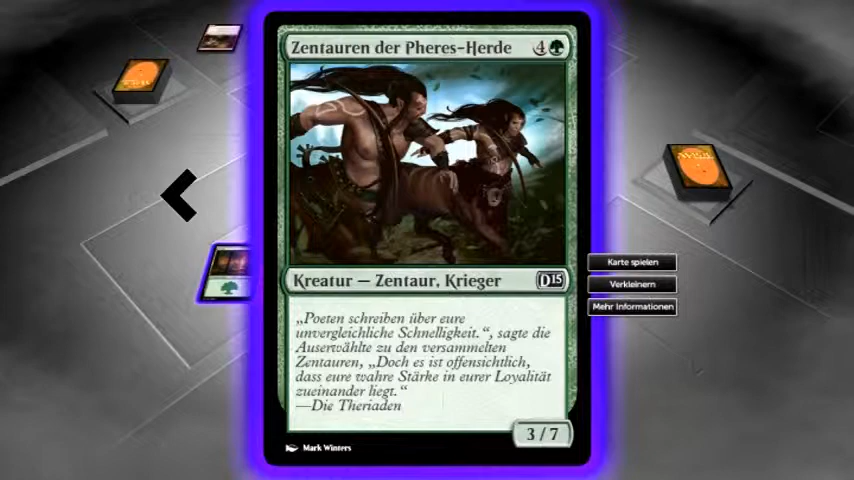 Zentauren der Pheres-Herde 4
Kreatur — Zentaur, Krieger D15
„Poeten schreiben über eure
unvergleichliche Schnelligkeit.“, sagte die
Auserwählte zu den versammelten
Zentauren, „Doch es ist offensichtlich,
dass eure wahre Stärke in eurer Loyalität
zueinander liegt.“
—Die Theriaden
3 / 7
Mark Winters
Karte spielen
Verkleinern
Mehr Informationen